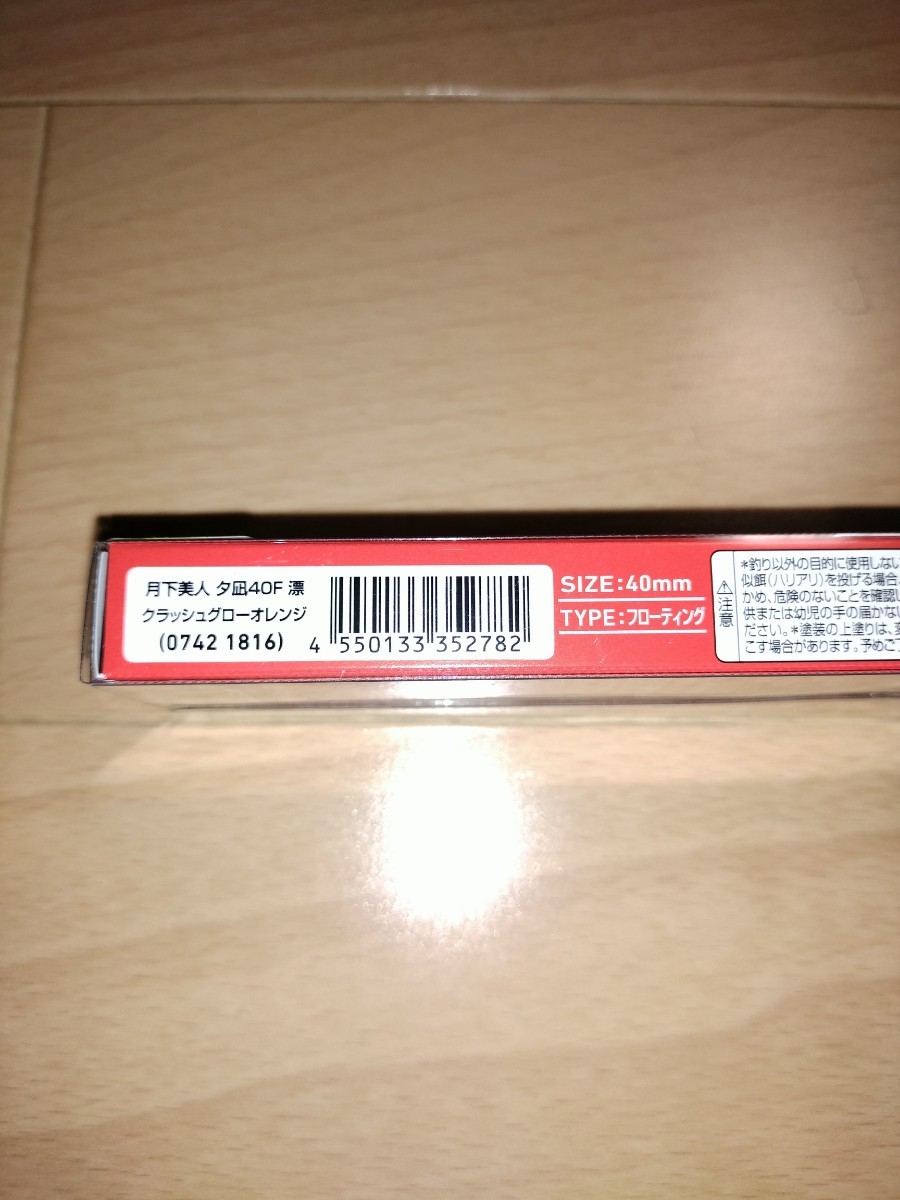 月下美人 夕凪40F 漂
クラッシュグローオレンジ
(0742 1816)
4 550133 352782
SIZE:40mm
TYPE:フローティング
⚠注意
*釣り以外の目的に使用しない
似餌(ハリアリ)を投げる場合、
かめ、危険のないことを確認し
供または幼児の手の届かない
ださい。*塗装の上塗りは、変
こす場合があります。予めご了